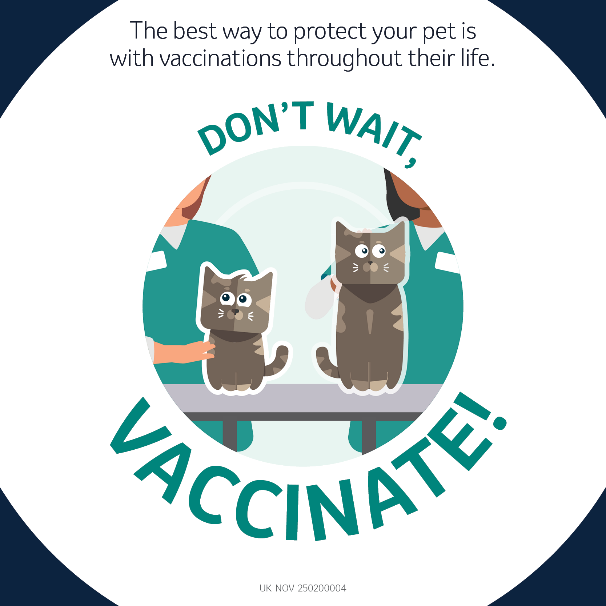 The best way to protect your pet is
with vaccinations throughout their life.
DON'T WAIT,
VACCINATE!
UK NOV 250200004